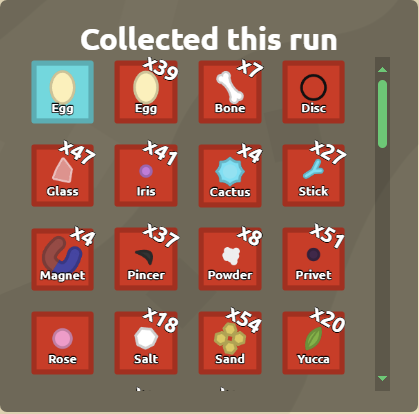 Collected this run
Egg
x39
Egg
x7
Bone
Disc
x47
Glass
x41
Iris
x4
Cactus
x27
Stick
x4
Magnet
x37
Pincer
x8
Powder
x51
Privet
Rose
x18
Salt
x54
Sand
x20
Yucca